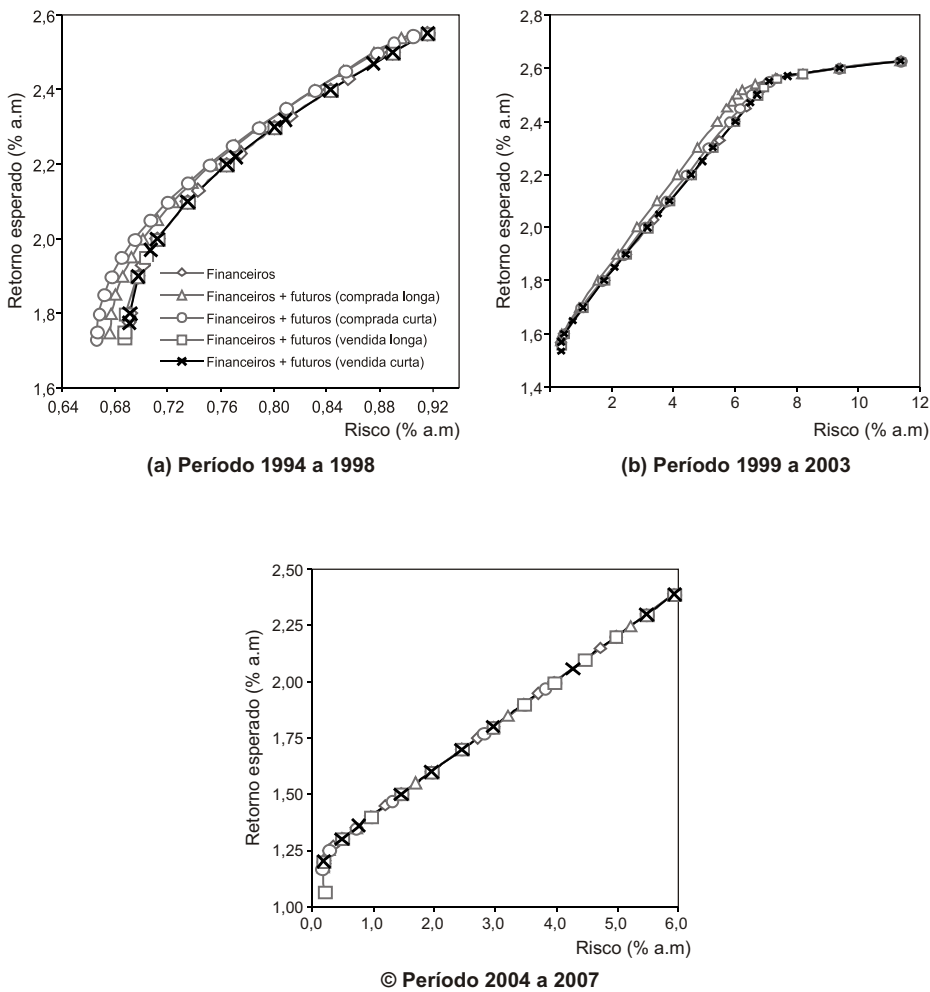 2,6
2,4
2,2
2,0
1,8
1,6
Retorno esperado (% a.m)
0,64 0,68 0,72 0,76 0,80 0,84 0,88 0,92
Risco (% a.m)
Financeiros
Financeiros + futuros (comprada longa)
Financeiros + futuros (comprada curta)
Financeiros + futuros (vendida longa)
Financeiros + futuros (vendida curta)
(a) Período 1994 a 1998
2,8
2,6
2,4
2,2
2,0
1,8
1,6
1,4
Retorno esperado (% a.m)
2 4 6 8 10 12
Risco (% a.m)
(b) Período 1999 a 2003
2,50
2,25
2,00
1,75
1,50
1,25
1,00
Retorno esperado (% a.m)
0,0 1,0 2,0 3,0 4,0 5,0 6,0
Risco (% a.m)
© Período 2004 a 2007